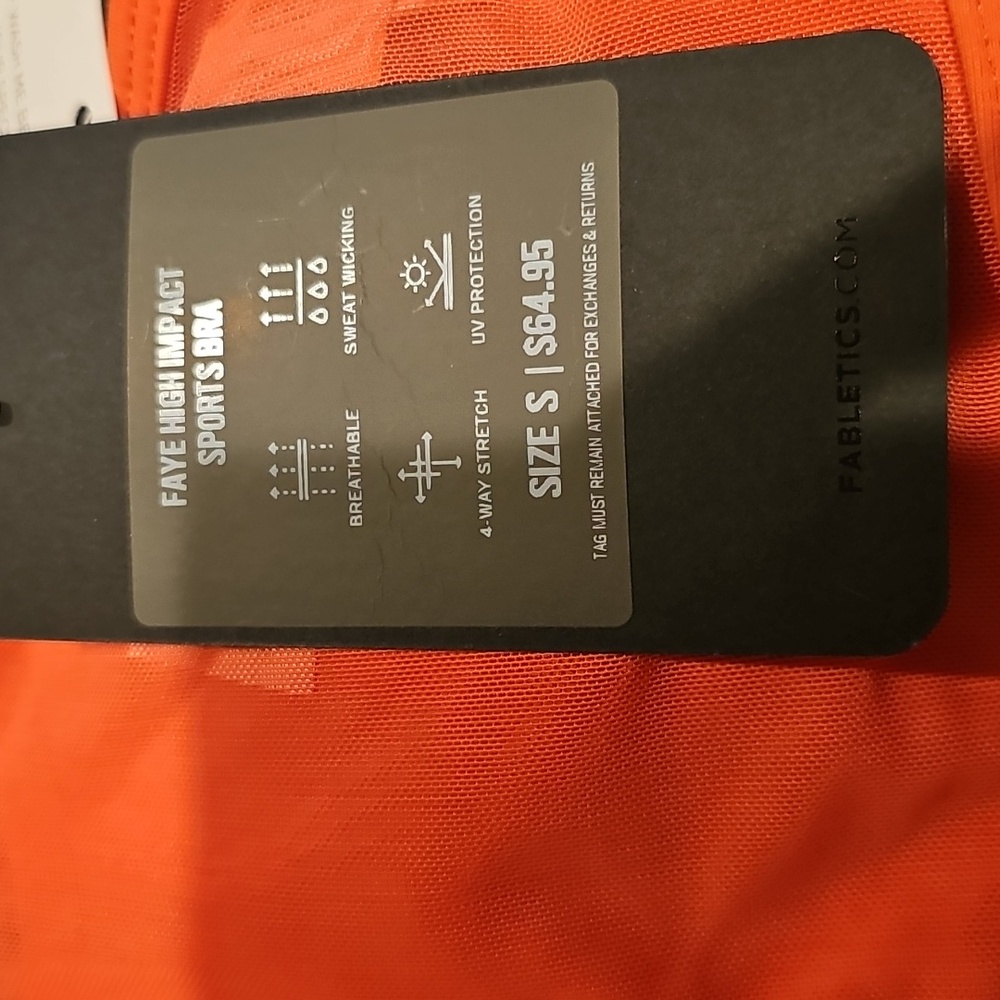 FAYE HIGH IMPACT
SPORTS BRA
BREATHABLE
SWEAT WICKING
4-WAY STRETCH
UV PROTECTION
SIZE S | $64.95
TAG MUST REMAIN ATTACHED FOR EXCHANGES & RETURNS
FABLETICS.COM